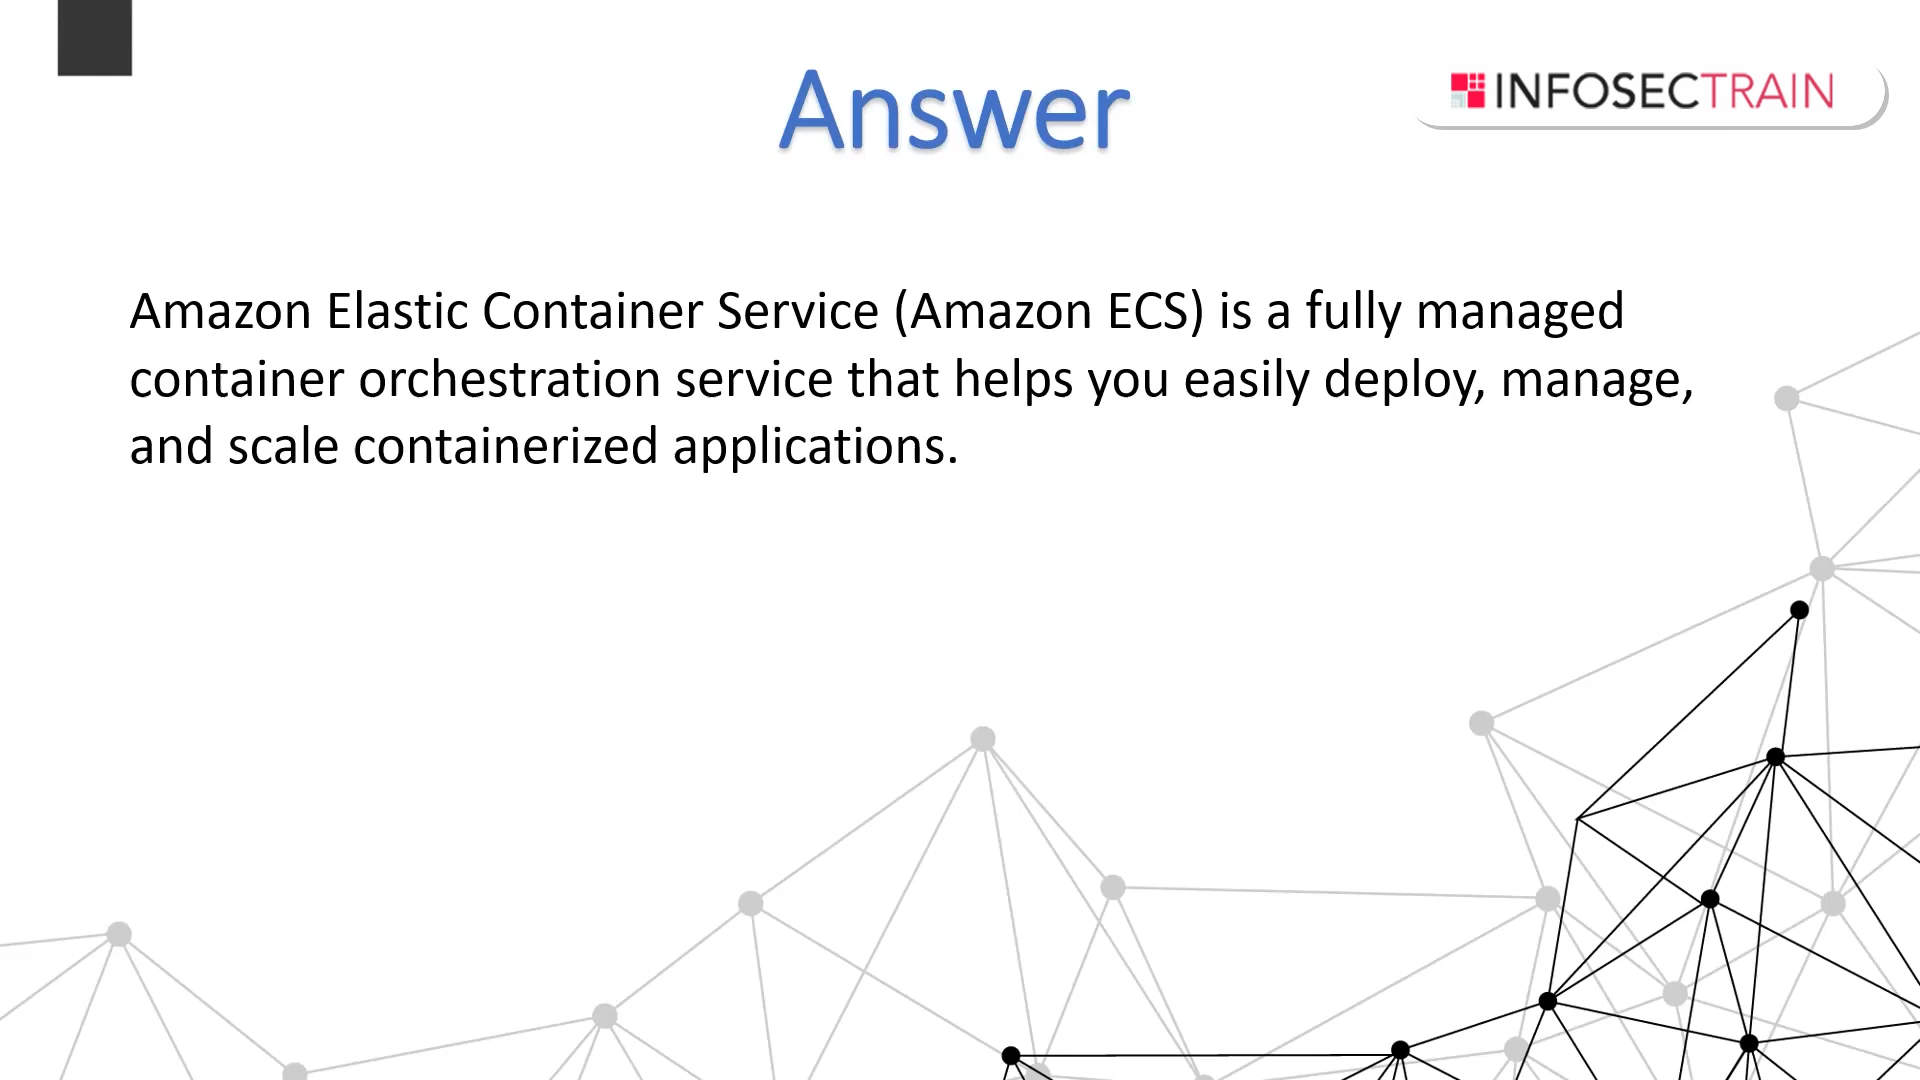 Answer
INFOSECTRAIN
Amazon Elastic Container Service (Amazon ECS) is a fully managed
container orchestration service that helps you easily deploy, manage,
and scale containerized applications.